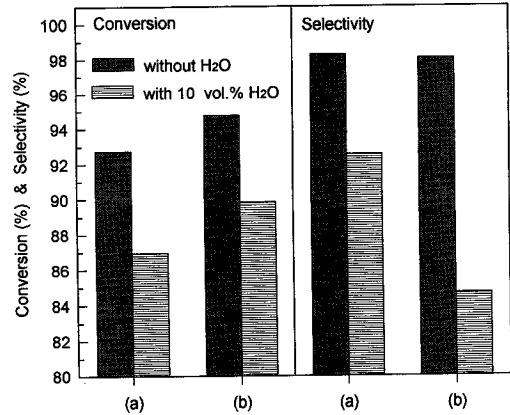 Conversion
Selectivity
without H2O
with 10 vol.% H2O
Conversion (%) & Selectivity (%)
100
98
96
94
92
90
88
86
84
82
80
(a)
(b)
(a)
(b)